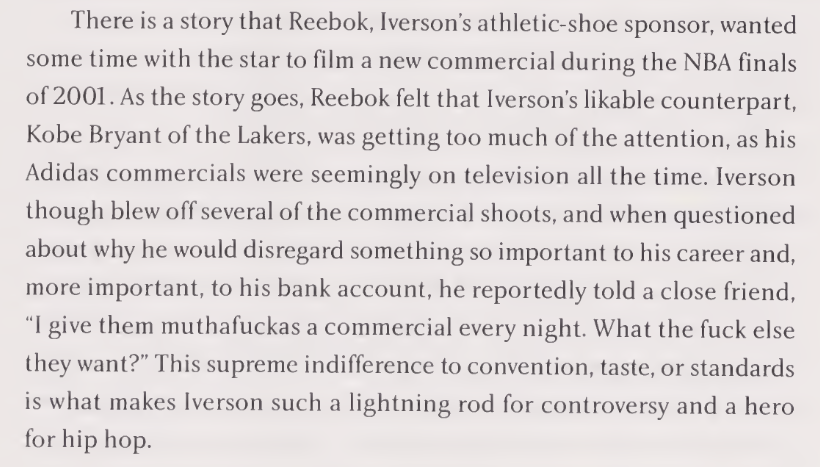 There is a story that Reebok, Iverson's athletic-shoe sponsor, wanted
some time with the star to film a new commercial during the NBA finals
of 2001. As the story goes, Reebok felt that Iverson's likable counterpart,
Kobe Bryant of the Lakers, was getting too much of the attention, as his
Adidas commercials were seemingly on television all the time. Iverson
though blew off several of the commercial shoots, and when questioned
about why he would disregard something so important to his career and,
more important, to his bank account, he reportedly told a close friend,
“I give them muthafuckas a commercial every night. What the fuck else
they want?” This supreme indifference to convention, taste, or standards
is what makes Iverson such a lightning rod for controversy and a hero
for hip hop.